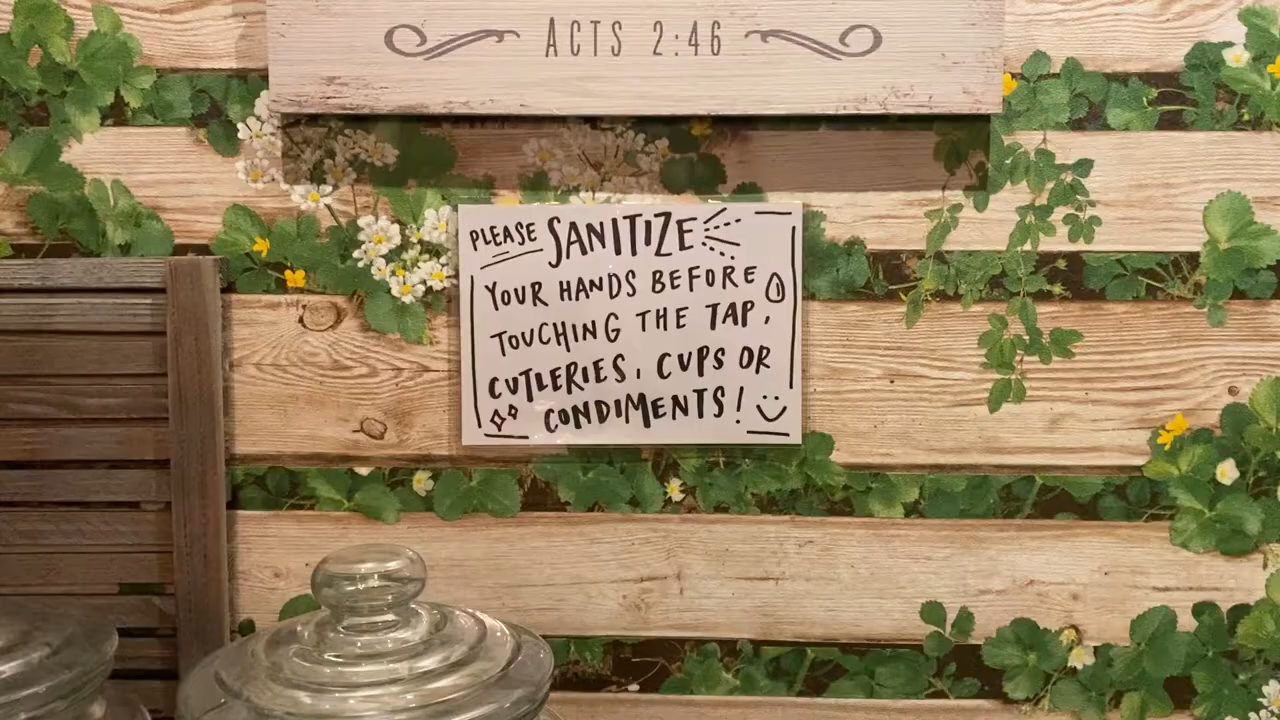 ACTS 2:46
PLEASE SANITIZE
YOUR HANDS BEFORE
TOUCHING THE TAP,
CUTLERIES, CUPS OR
CONDIMENTS!